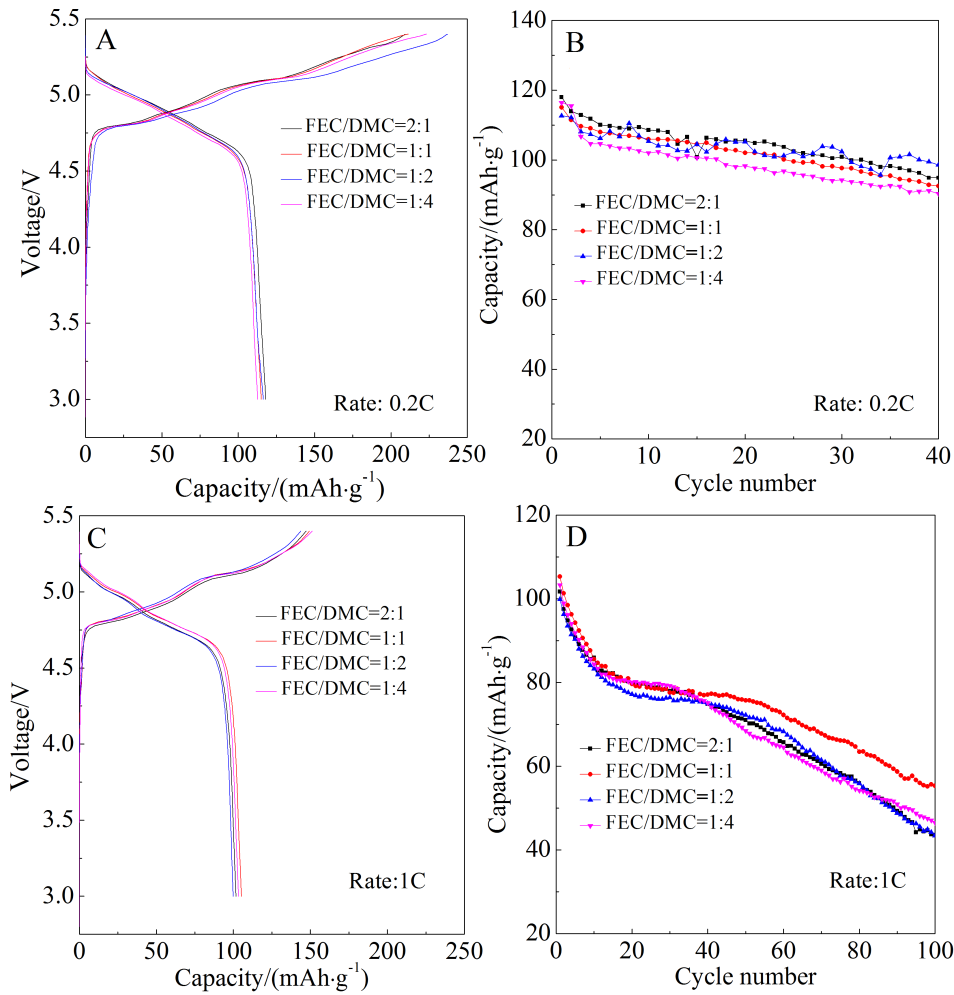 A
5.5
5.0
4.5
4.0
3.5
3.0
Voltage/V
FEC/DMC=2:1
FEC/DMC=1:1
FEC/DMC=1:2
FEC/DMC=1:4
Rate: 0.2C
0 50 100 150 200 250
Capacity/(mAh·g⁻¹)
B
140
120
100
80
60
40
20
Capacity/(mAh·g⁻¹)
FEC/DMC=2:1
FEC/DMC=1:1
FEC/DMC=1:2
FEC/DMC=1:4
Rate: 0.2C
0 10 20 30 40
Cycle number
C
5.5
5.0
4.5
4.0
3.5
3.0
Voltage/V
FEC/DMC=2:1
FEC/DMC=1:1
FEC/DMC=1:2
FEC/DMC=1:4
Rate:1C
0 50 100 150 200 250
Capacity/(mAh·g⁻¹)
D
120
100
80
60
40
20
Capacity/(mAh·g⁻¹)
FEC/DMC=2:1
FEC/DMC=1:1
FEC/DMC=1:2
FEC/DMC=1:4
Rate:1C
0 20 40 60 80 100
Cycle number